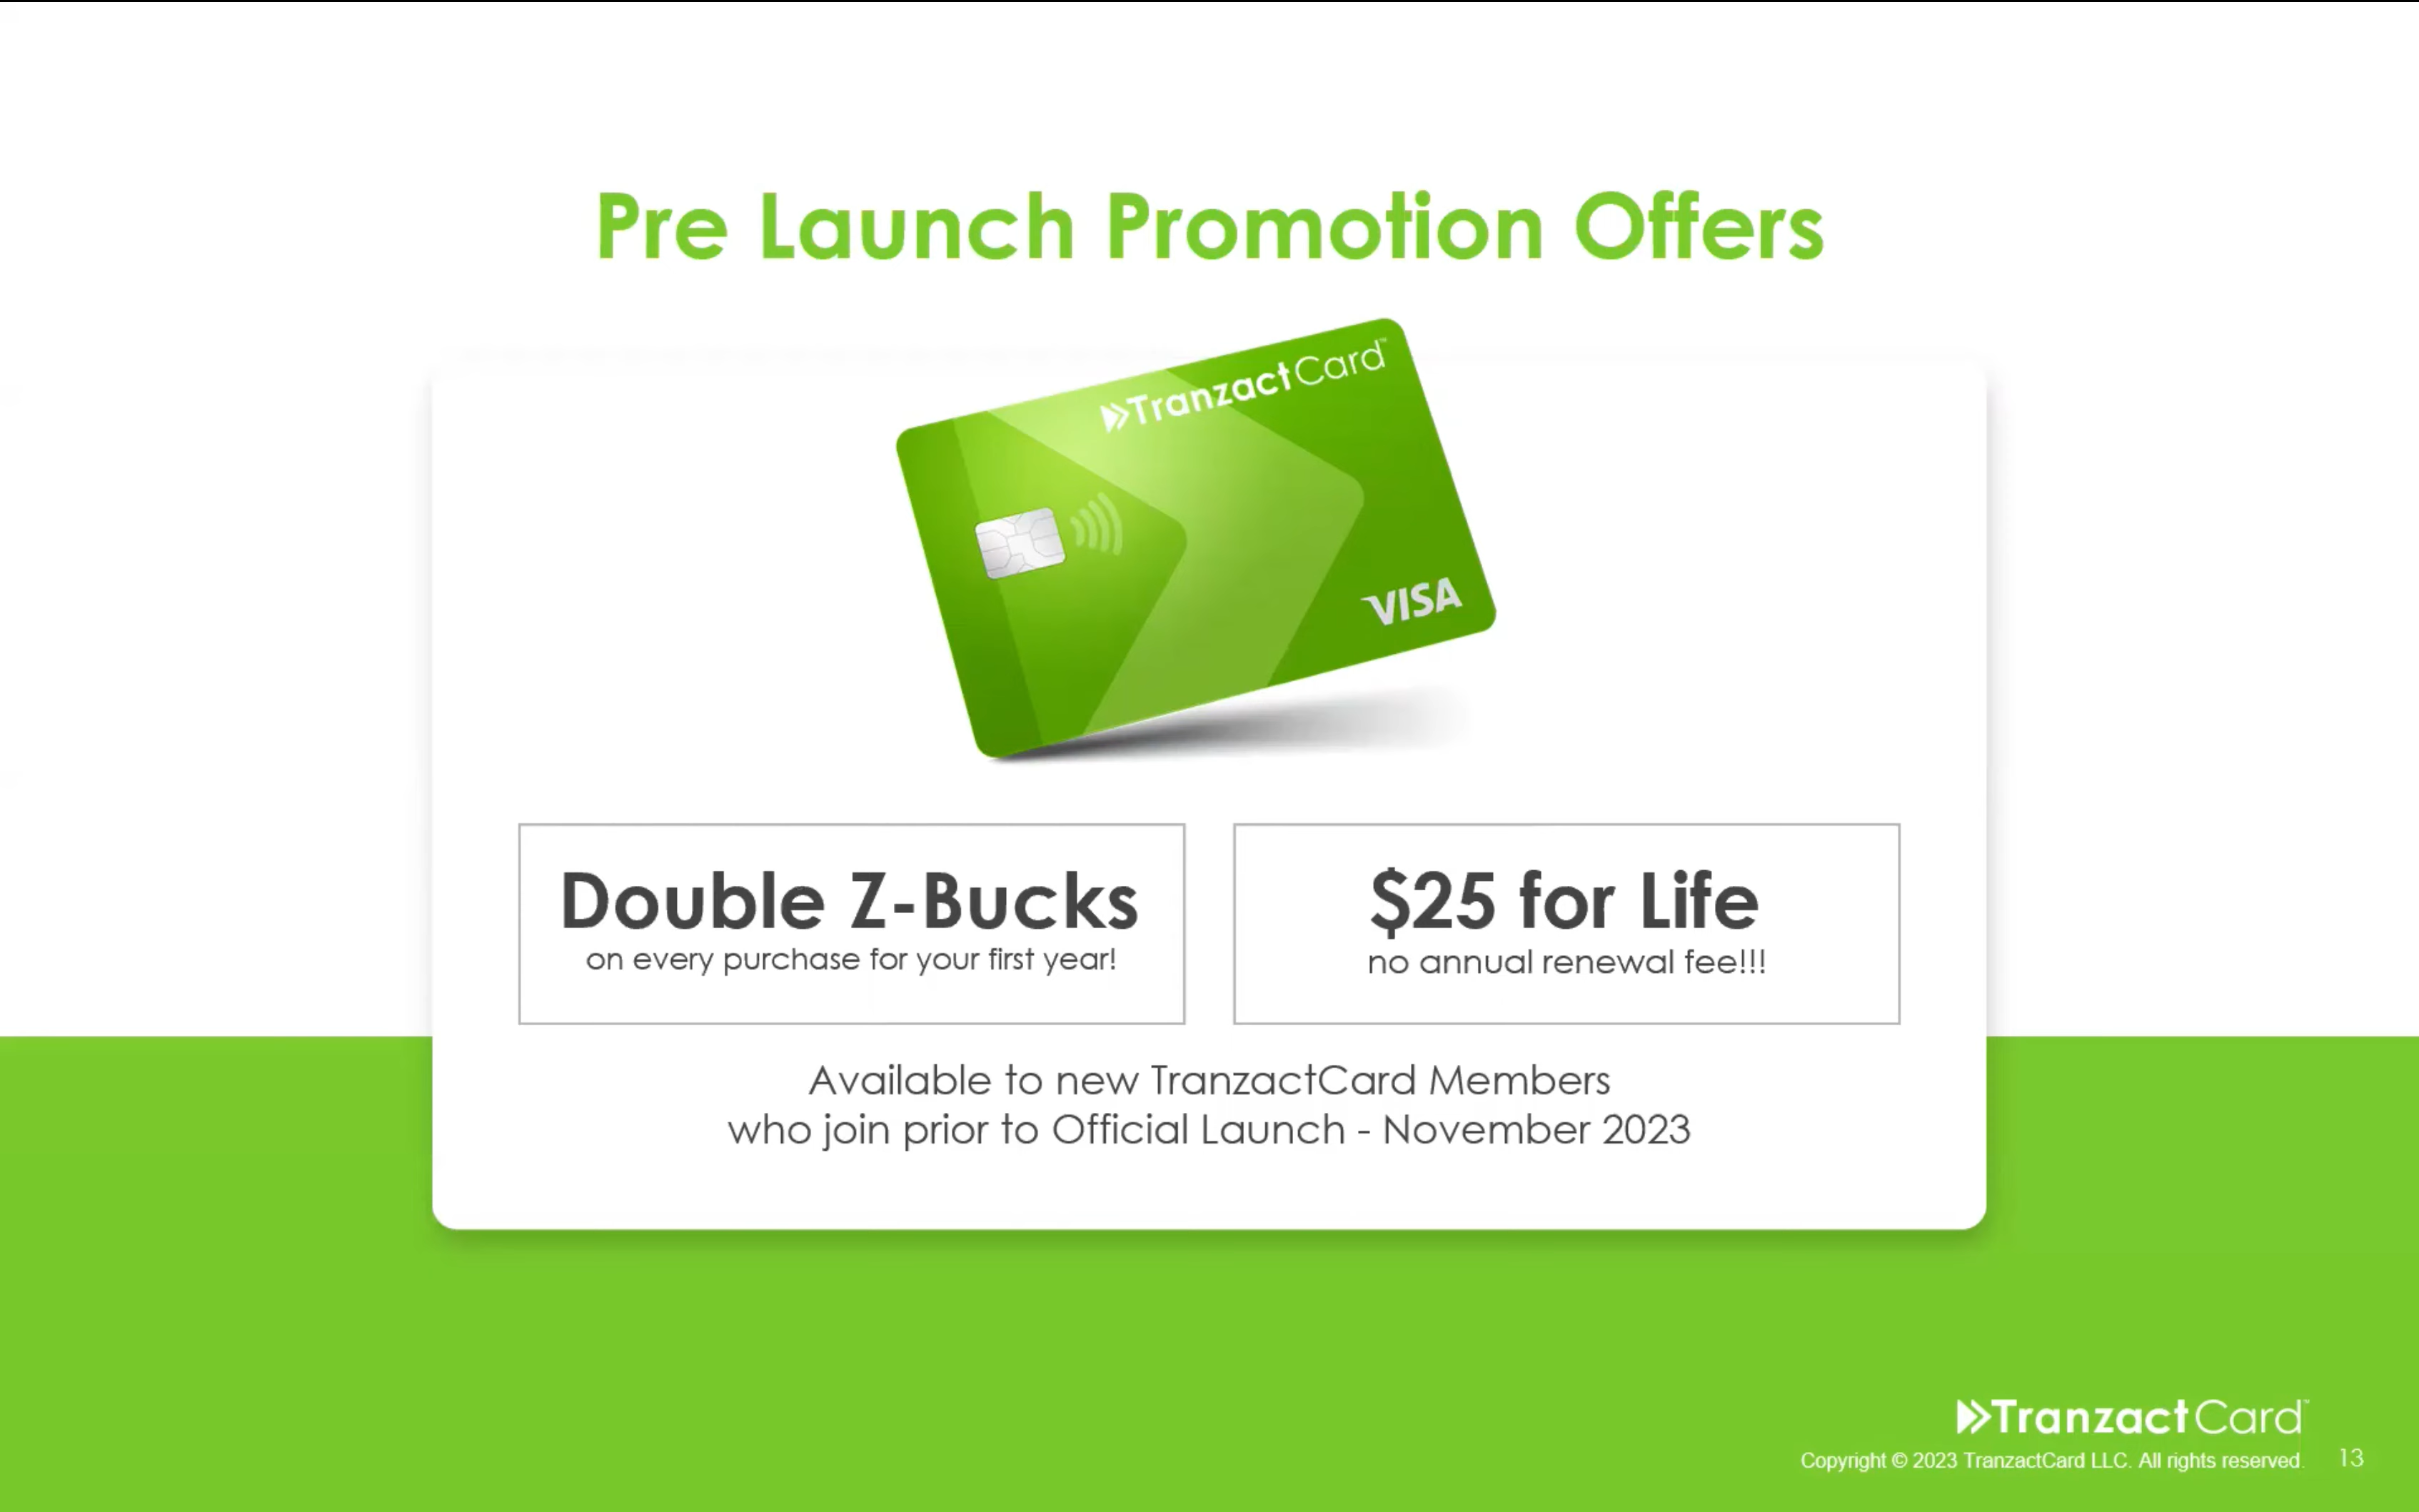 Pre Launch Promotion Offers
TranzactCard™
VISA
Double Z-Bucks
on every purchase for your first year!
$25 for Life
no annual renewal fee!!!
Available to new TranzactCard Members
who join prior to Official Launch - November 2023
TranzactCard™
Copyright © 2023 TranzactCard LLC. All rights reserved.
13